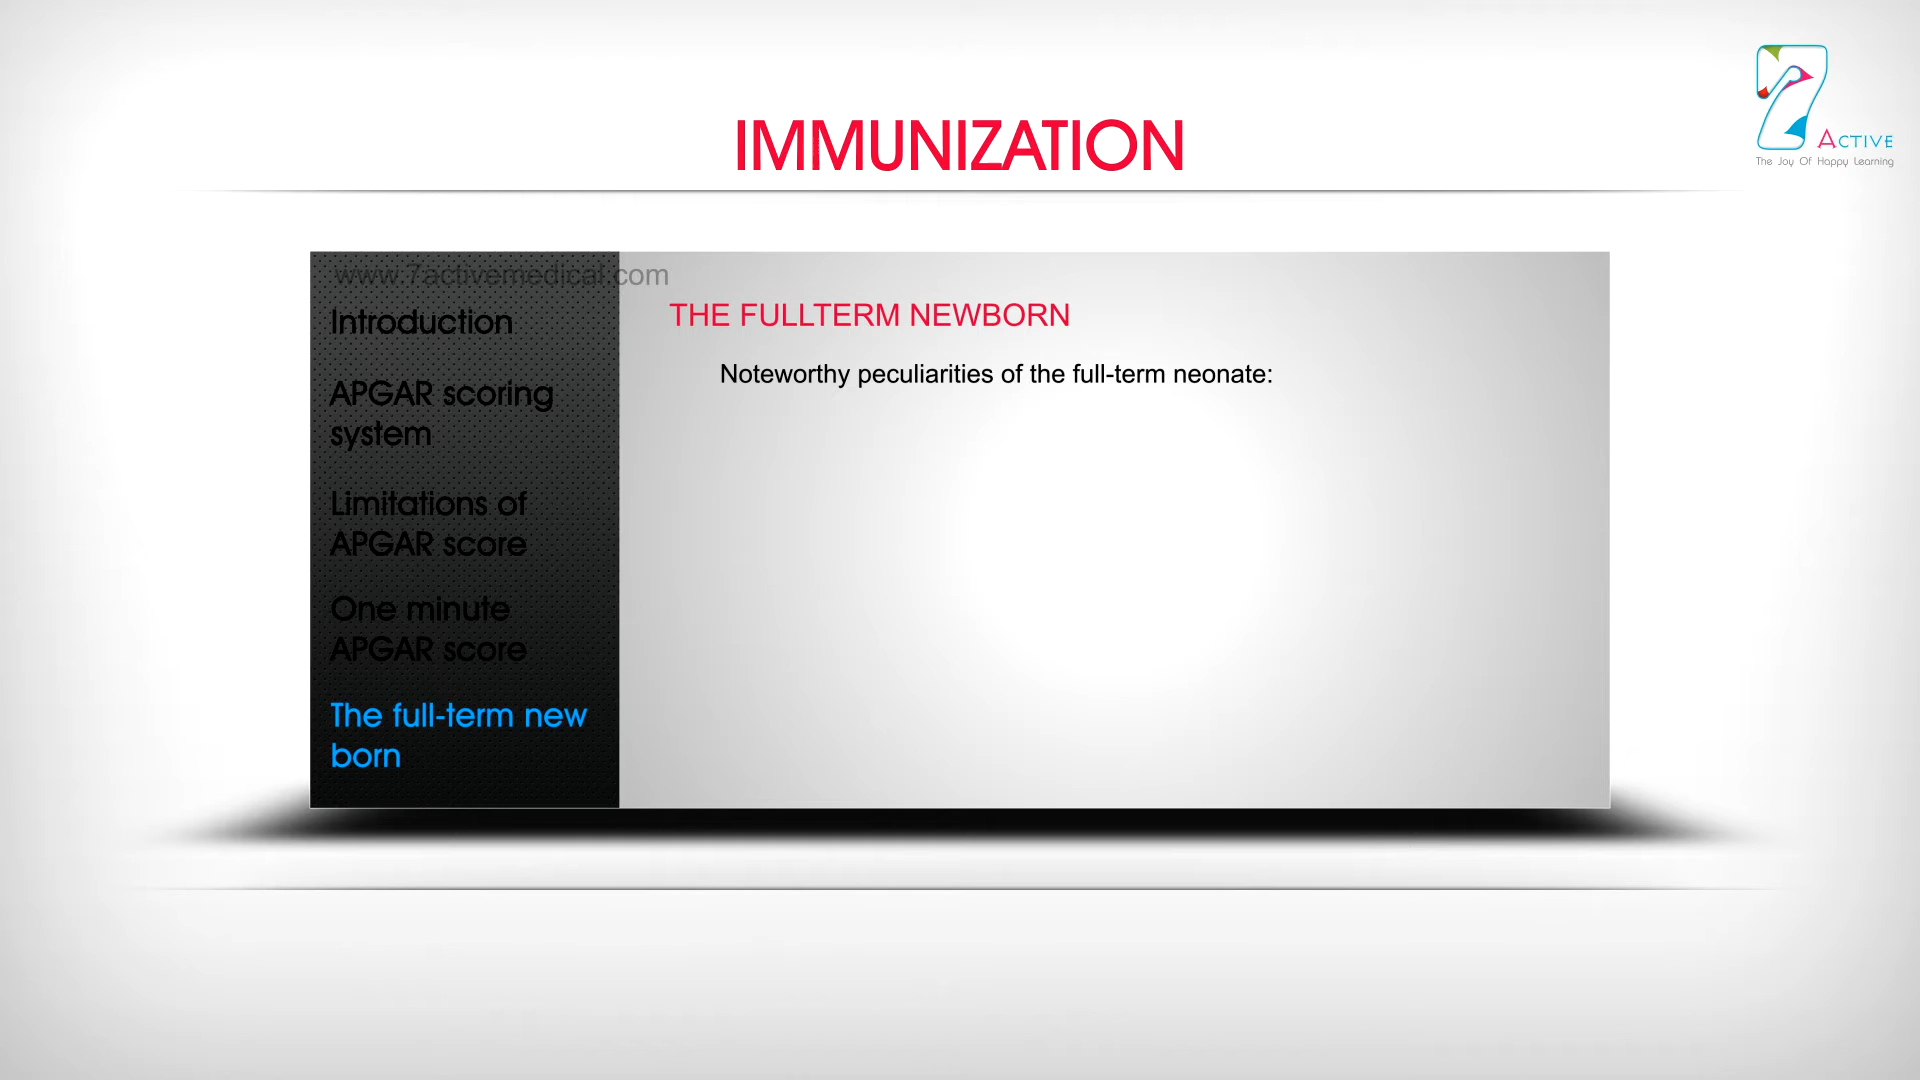 IMMUNIZATION
7
ACTIVE
The Joy Of Happy Learning
www.7activemedical.com
Introduction
APGAR scoring
system
Limitations of
APGAR score
One minute
APGAR score
The full-term new
born
THE FULLTERM NEWBORN
Noteworthy peculiarities of the full-term neonate: